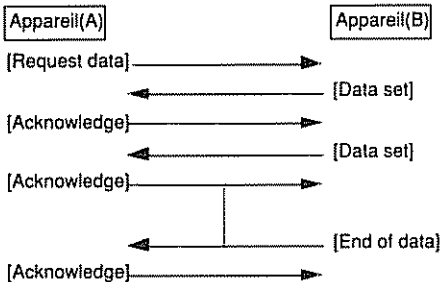 Appareil(A) Appareil(B)
[Request data]
[Data set]
[Acknowledge]
[Data set]
[Acknowledge]
[End of data]
[Acknowledge]